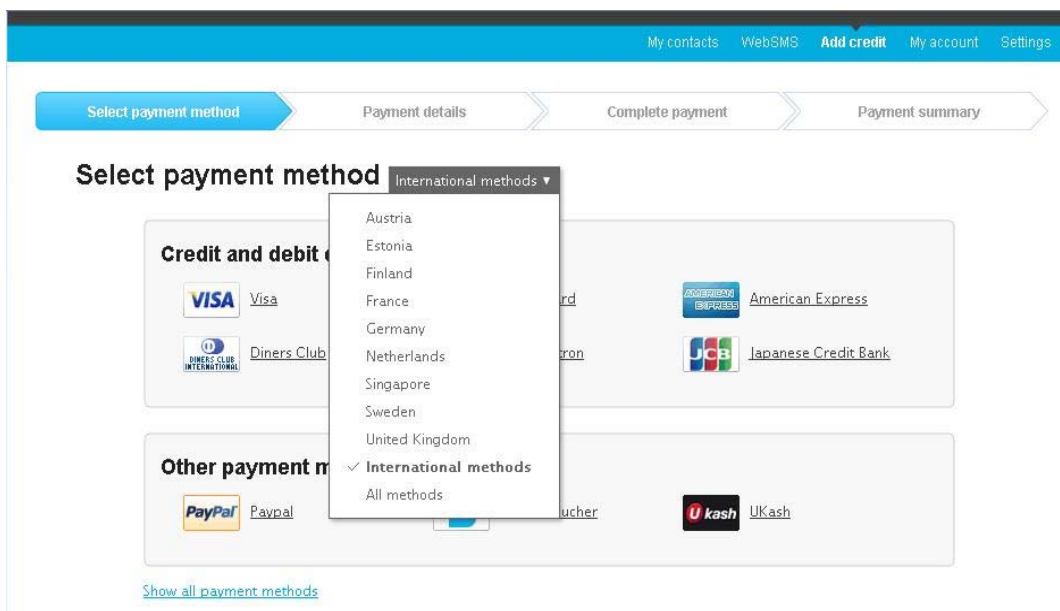 My contacts WebSMS Add credit My account Settings
Select payment method Payment details Complete payment Payment summary
Select payment method International methods ▼
Austria
Estonia
Finland
France
Germany
Netherlands
Singapore
Sweden
United Kingdom
✓ International methods
All methods
Credit and debit
VISA Visa
rd
AMERICAN EXPRESS American Express
DINERS CLUB INTERNATIONAL Diners Club
tron
JCB Japanese Credit Bank
Other payment m
PayPal Paypal
ucher
Ukash UKash
Show all payment methods